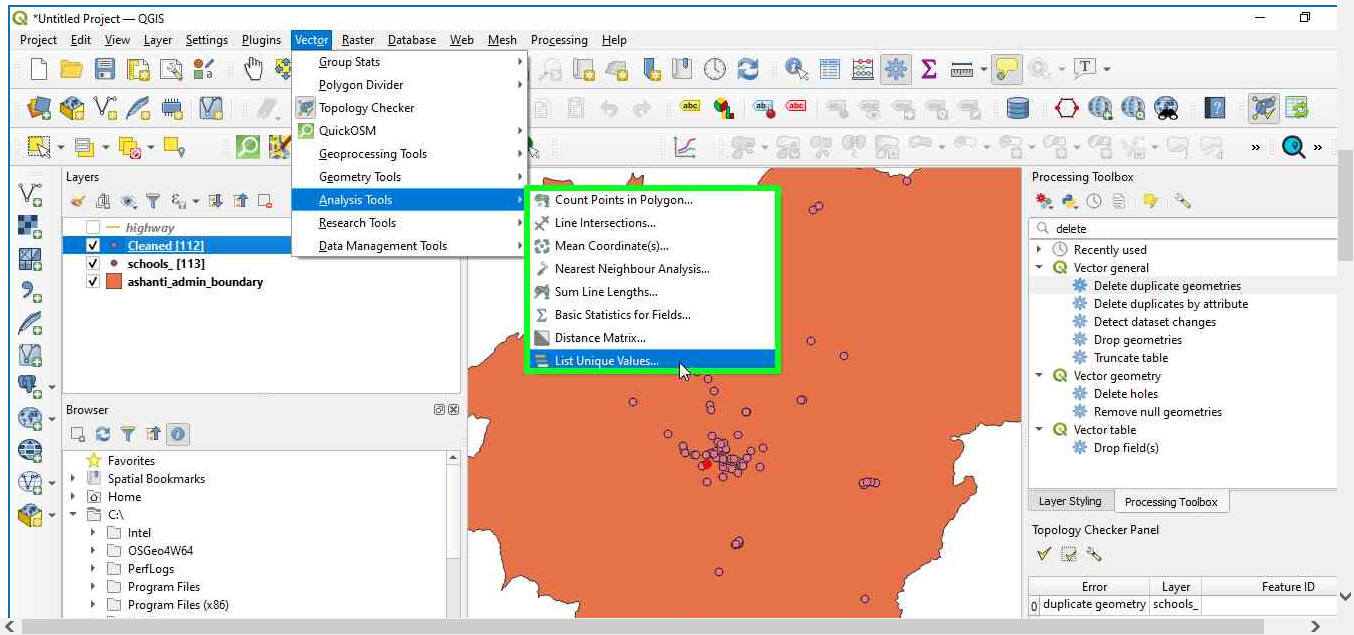 *Untitled Project — QGIS
Project Edit View Layer Settings Plugins Vector Raster Database Web Mesh Processing Help
Group Stats
Polygon Divider
Topology Checker
QuickOSM
Geoprocessing Tools
Geometry Tools
Analysis Tools
Research Tools
Data Management Tools
Count Points in Polygon...
Line Intersections...
Mean Coordinate(s)...
Nearest Neighbour Analysis...
Sum Line Lengths...
Basic Statistics for Fields...
Distance Matrix...
List Unique Values...
abc
ab
abc
T
»
»
Layers
highway
Cleaned [112]
schools_ [113]
ashanti_admin_boundary
Browser
Favorites
Spatial Bookmarks
Home
C:\
Intel
OSGeo4W64
PerfLogs
Program Files
Program Files (x86)
Processing Toolbox
delete
Recently used
Vector general
Delete duplicate geometries
Delete duplicates by attribute
Detect dataset changes
Drop geometries
Truncate table
Vector geometry
Delete holes
Remove null geometries
Vector table
Drop field(s)
Layer Styling Processing Toolbox
Topology Checker Panel
Error Layer Feature ID
0 duplicate geometry schools_